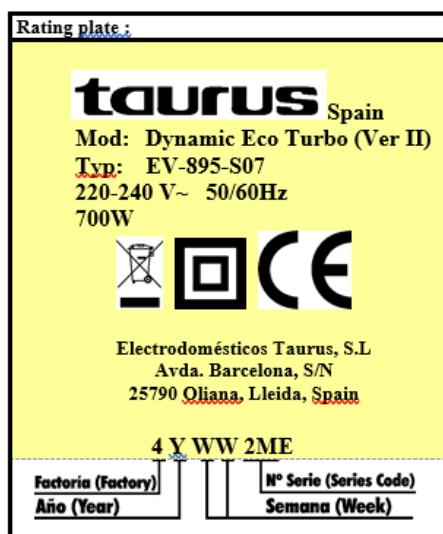 Rating plate :
taurus Spain
Mod: Dynamic Eco Turbo (Ver II)
Typ: EV-895-S07
220-240 V~ 50/60Hz
700W
CE
Electrodomésticos Taurus, S.L
Avda. Barcelona, S/N
25790 Oliana, Lleida, Spain
4 Y WW 2ME
Factoría (Factory) Nº Serie (Series Code)
Año (Year) Semana (Week)